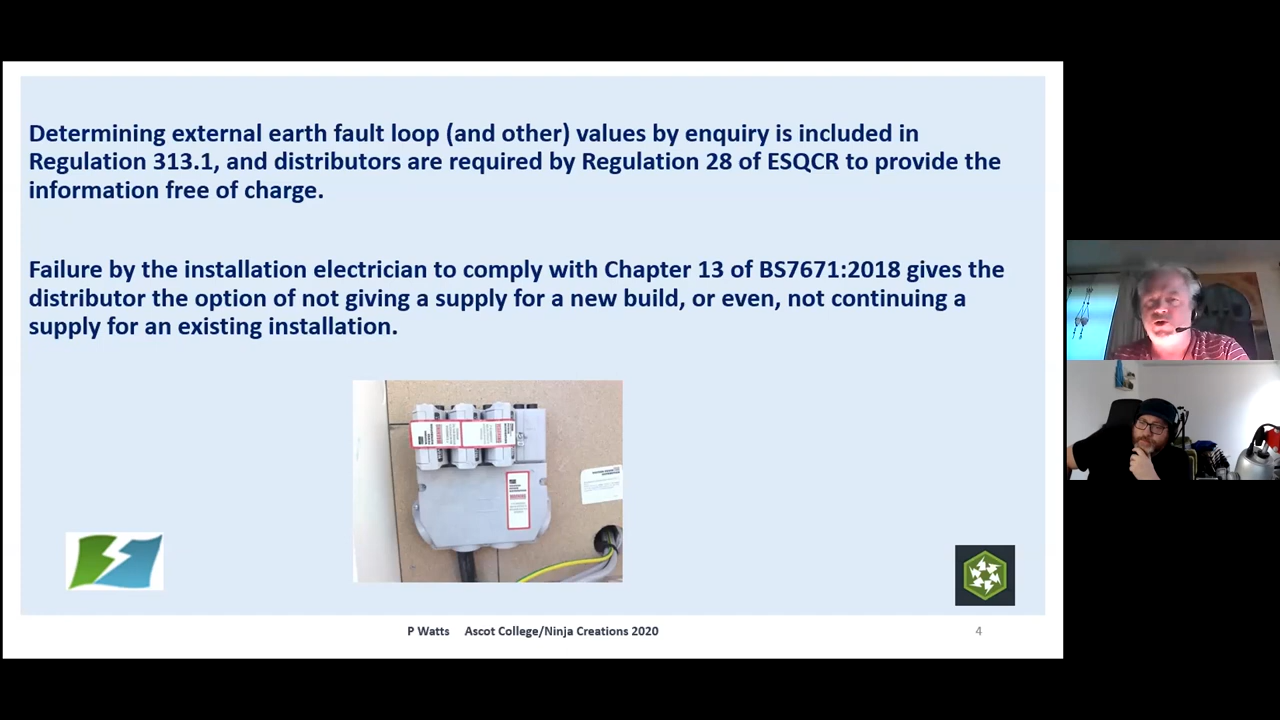 Determining external earth fault loop (and other) values by enquiry is included in
Regulation 313.1, and distributors are required by Regulation 28 of ESQCR to provide the
information free of charge.
Failure by the installation electrician to comply with Chapter 13 of BS7671:2018 gives the
distributor the option of not giving a supply for a new build, or even, not continuing a
supply for an existing installation.
P Watts Ascot College/Ninja Creations 2020
4